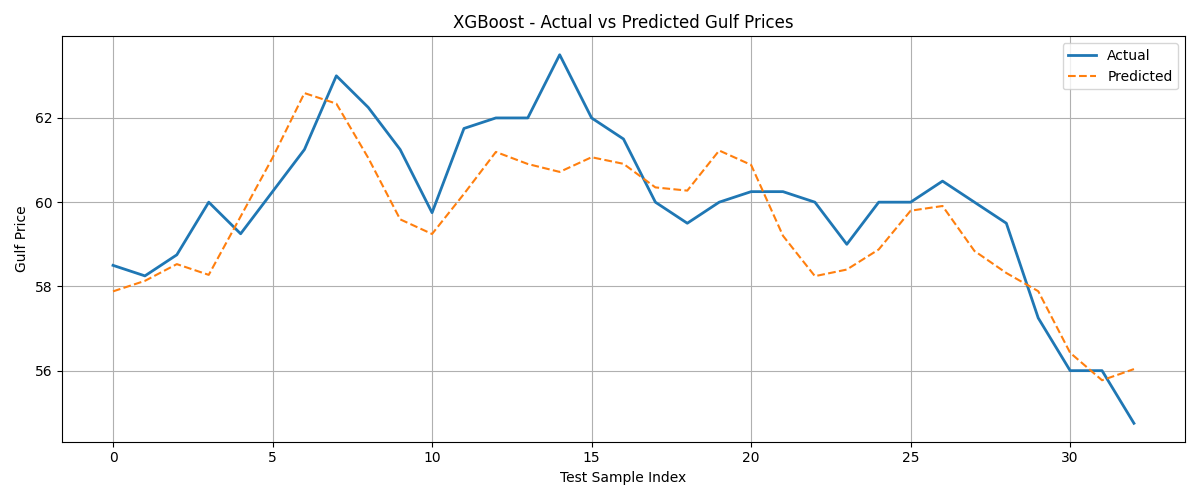 XGBoost - Actual vs Predicted Gulf Prices
Actual
Predicted
Gulf Price
62
60
58
56
0 5 10 15 20 25 30
Test Sample Index